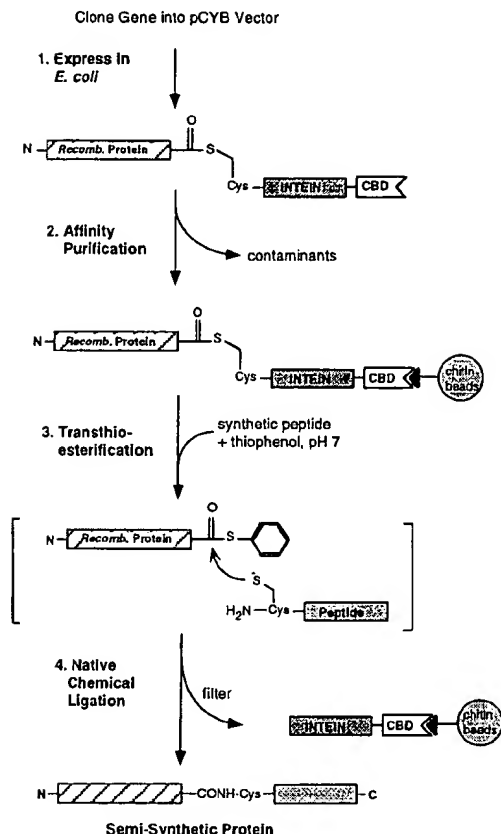 Clone Gene into pCYB Vector
1. Express in
E. coli
O
N
Recomb. Protein
S
Cys
INTEIN
CBD
2. Affinity
Purification
contaminants
O
N
Recomb. Protein
S
Cys
INTEIN
CBD
chitin
beads
3. Transthio-
esterification
synthetic peptide
+ thiophenol, pH 7
O
N
Recomb. Protein
S
-S
H2N
Cys
Peptide
4. Native
Chemical
Ligation
filter
INTEIN
CBD
chitin
beads
N
CONH-Cys
C
Semi-Synthetic Protein